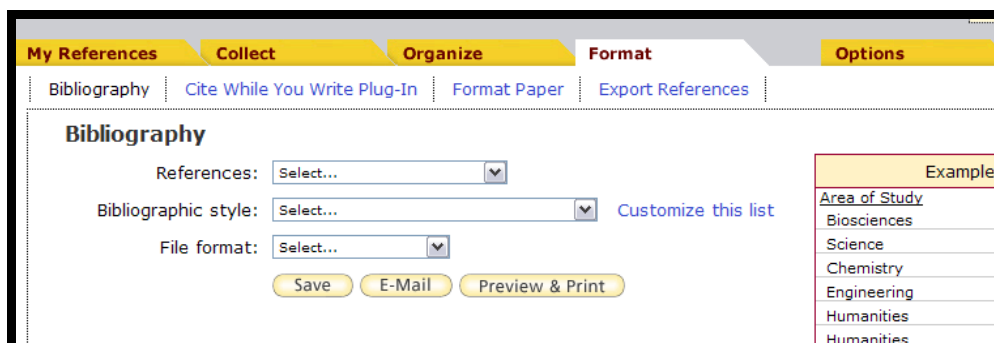 My References Collect Organize Format Options
Bibliography Cite While You Write Plug-In Format Paper Export References
Bibliography
References: Select...
Bibliographic style: Select... Customize this list
File format: Select...
Save E-Mail Preview & Print
Example
Area of Study
Biosciences
Science
Chemistry
Engineering
Humanities
Humanities